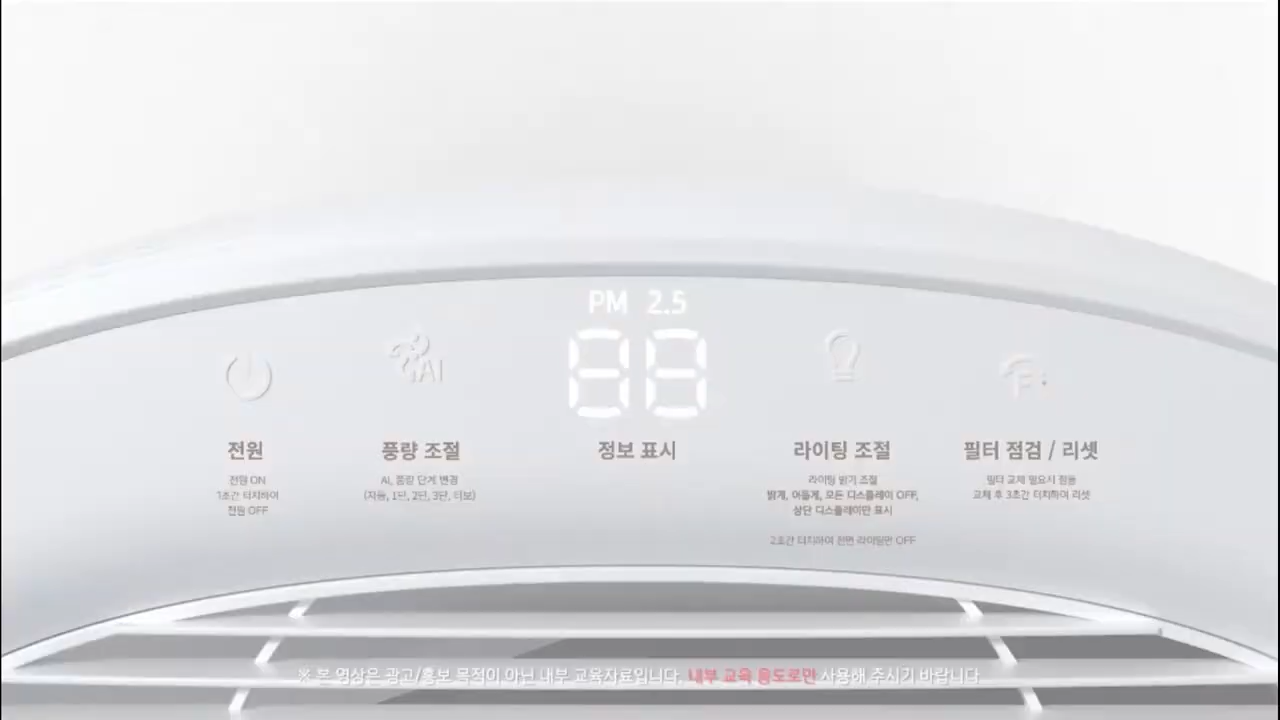 PM 2.5
88
AI
전원
전원 ON
1초간 터치하여
전원 OFF
풍량 조절
AI, 풍량 단계 변경
(자동, 1단, 2단, 3단, 터보)
정보 표시
라이팅 조절
라이팅 밝기 조절
밝게, 어둡게, 모든 디스플레이 OFF,
상단 디스플레이만 표시
2초간 터치하여 전면 라이팅만 OFF
필터 점검 / 리셋
필터 교체 필요시 점등
교체 후 3초간 터치하여 리셋
※ 본 영상은 광고/홍보 목적이 아닌 내부 교육자료입니다. 내부 교육 용도로만 사용해 주시기 바랍니다